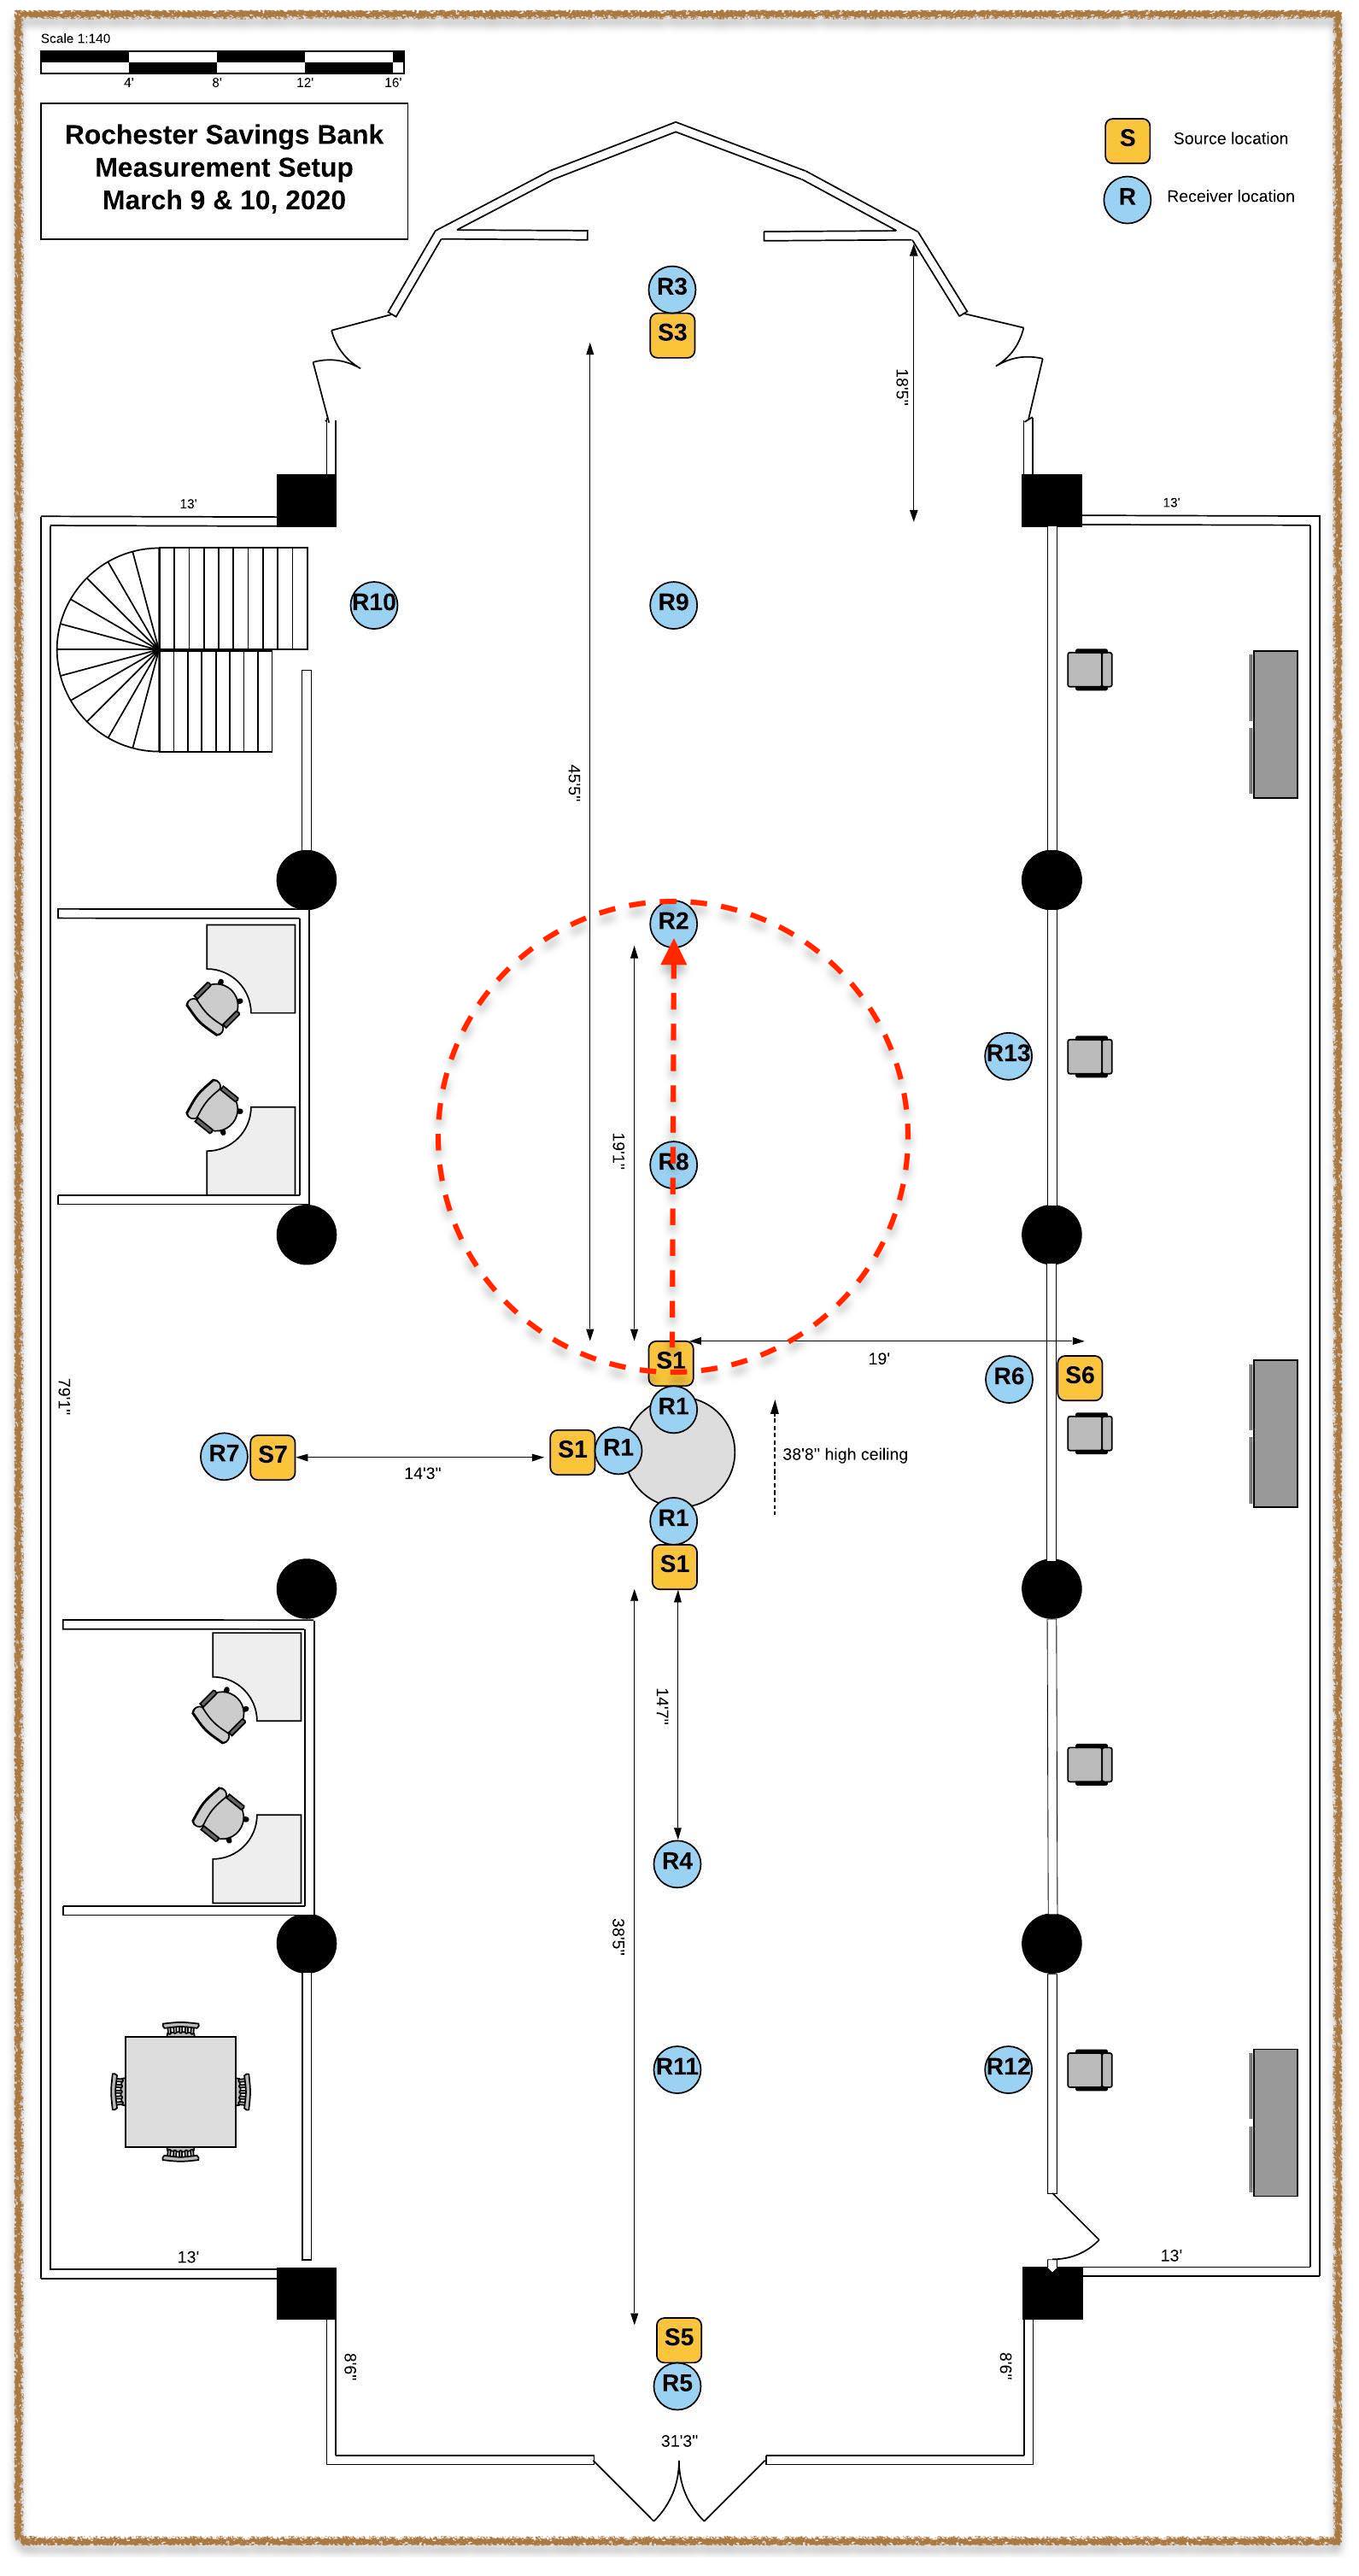 Scale 1:140
4' 8' 12' 16'
Rochester Savings Bank
Measurement Setup
March 9 & 10, 2020
S Source location
R Receiver location
R3
S3
18'5"
13'
13'
R10
R9
45'5"
R2
R13
19'1"
R8
S1
19'
R6
S6
R1
79'1"
R7
S7
14'3"
S1
R1
38'8" high ceiling
R1
S1
14'7"
R4
38'5"
R11
R12
13'
13'
S5
8'6"
8'6"
R5
31'3"